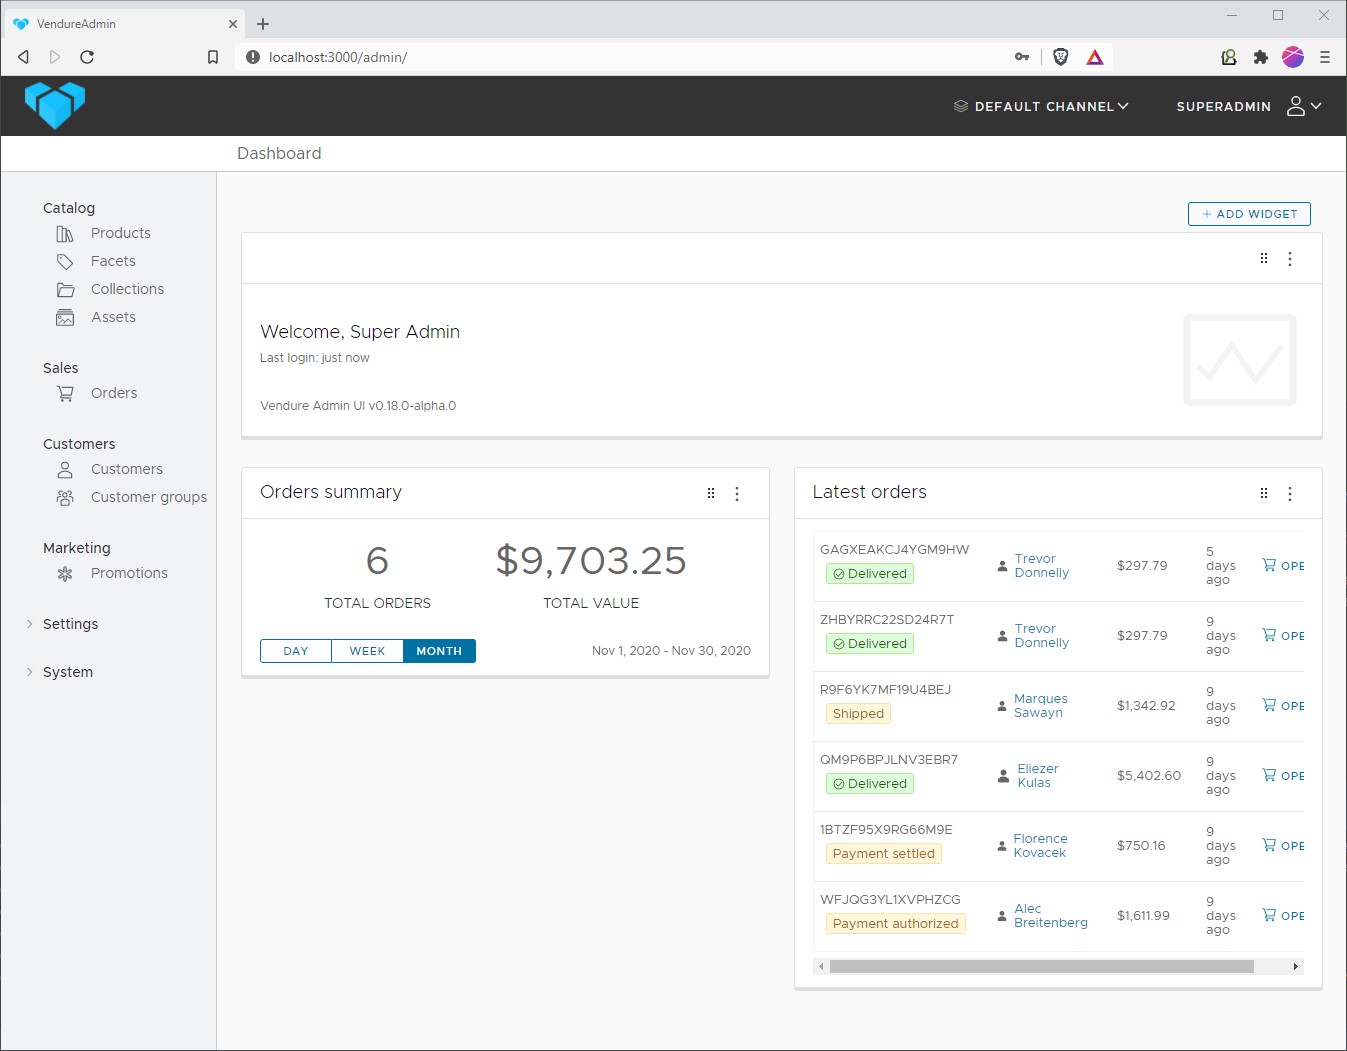 VendureAdmin
localhost:3000/admin/
DEFAULT CHANNEL
SUPERADMIN
Dashboard
Catalog
Products
Facets
Collections
Assets
Sales
Orders
Customers
Customers
Customer groups
Marketing
Promotions
Settings
System
+ ADD WIDGET
Welcome, Super Admin
Last login: just now
Vendure Admin UI v0.18.0-alpha.0
Orders summary
6
TOTAL ORDERS
$9,703.25
TOTAL VALUE
DAY WEEK MONTH
Nov 1, 2020 - Nov 30, 2020
Latest orders
GAGXEAKCJ4YGM9HW
Delivered
Trevor
Donnelly
$297.79
5
days
ago
OPE
ZHBYRRC22SD24R7T
Delivered
Trevor
Donnelly
$297.79
9
days
ago
OPE
R9F6YK7MF19U4BEJ
Shipped
Marques
Sawayn
$1,342.92
9
days
ago
OPE
QM9P6BPJLNV3EBR7
Delivered
Eliezer
Kulas
$5,402.60
9
days
ago
OPE
1BTZF95X9RG66M9E
Payment settled
Florence
Kovacek
$750.16
9
days
ago
OPE
WFJQG3YL1XVPHZCG
Payment authorized
Alec
Breitenberg
$1,611.99
9
days
ago
OPE